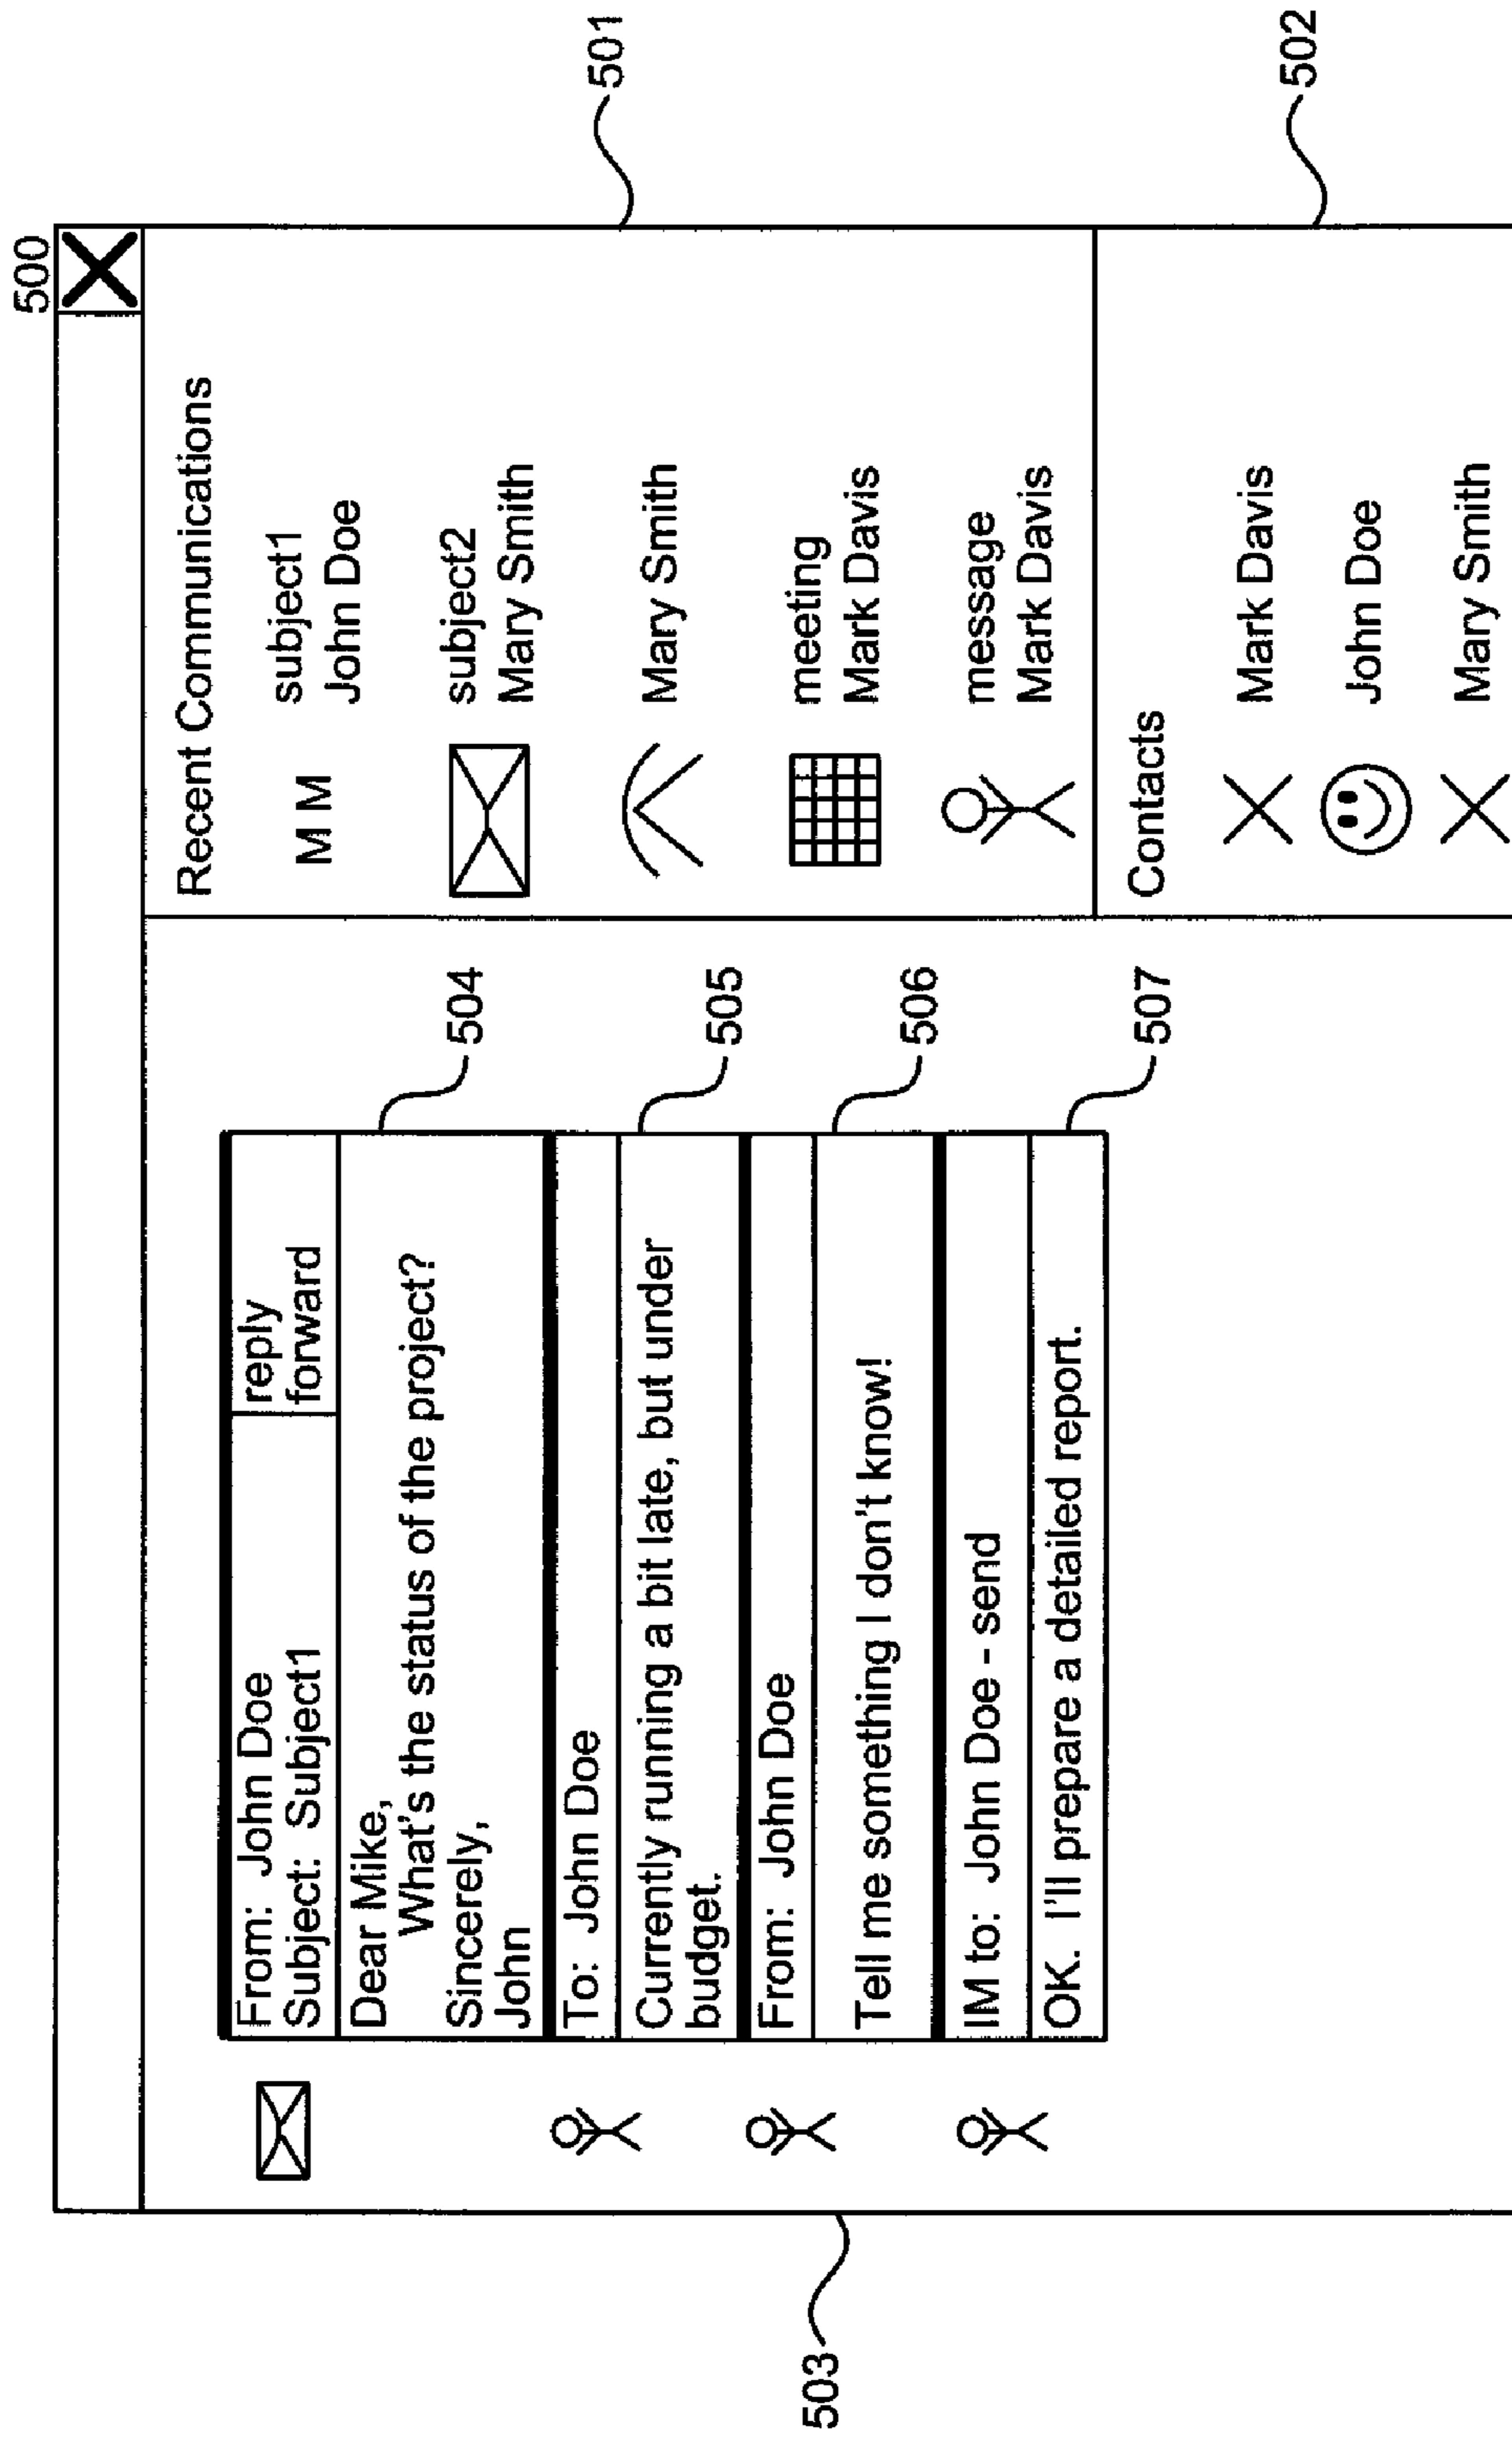 500
Recent Communications
M M
subject1
John Doe
subject2
Mary Smith
Mary Smith
meeting
Mark Davis
message
Mark Davis
501
Contacts
Mark Davis
John Doe
Mary Smith
502
503
From: John Doe
Subject: Subject1
reply
forward
Dear Mike,
What's the status of the project?
Sincerely,
John
504
To: John Doe
Currently running a bit late, but under
budget.
505
From: John Doe
Tell me something I don't know!
506
IM to: John Doe - send
OK. I'll prepare a detailed report.
507